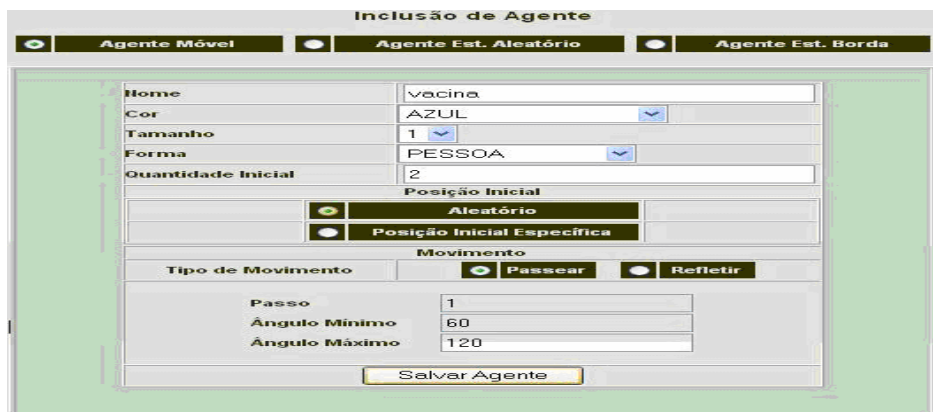 Inclusão de Agente
Agente Móvel Agente Est. Aleatório Agente Est. Borda
Nome vacina
Cor AZUL
Tamanho 1
Forma PESSOA
Quantidade Inicial 2
Posição Inicial
Aleatório
Posição Inicial Específica
Movimento
Tipo de Movimento Passear Refletir
Passo 1
Ângulo Mínimo 60
Ângulo Máximo 120
Salvar Agente